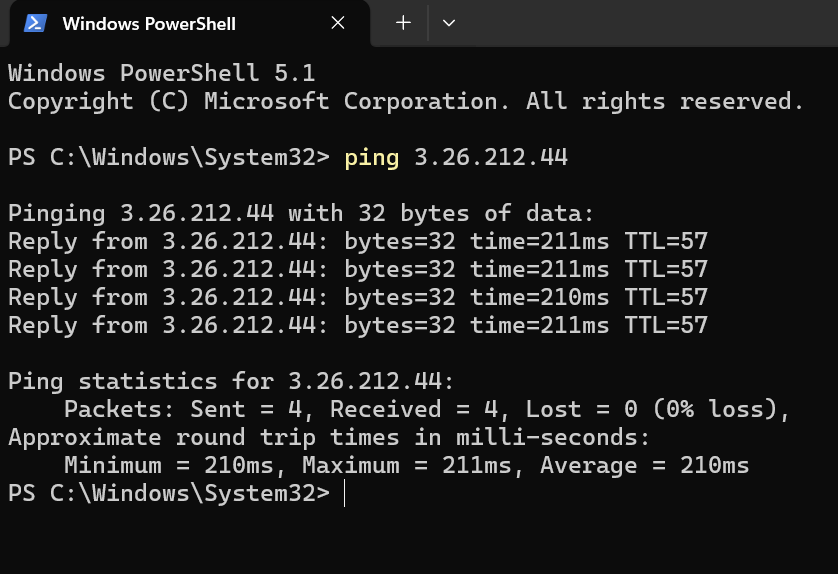 Windows PowerShell
Windows PowerShell 5.1
Copyright (C) Microsoft Corporation. All rights reserved.
PS C:\Windows\System32> ping 3.26.212.44
Pinging 3.26.212.44 with 32 bytes of data:
Reply from 3.26.212.44: bytes=32 time=211ms TTL=57
Reply from 3.26.212.44: bytes=32 time=211ms TTL=57
Reply from 3.26.212.44: bytes=32 time=210ms TTL=57
Reply from 3.26.212.44: bytes=32 time=211ms TTL=57
Ping statistics for 3.26.212.44:
    Packets: Sent = 4, Received = 4, Lost = 0 (0% loss),
Approximate round trip times in milli-seconds:
    Minimum = 210ms, Maximum = 211ms, Average = 210ms
PS C:\Windows\System32>